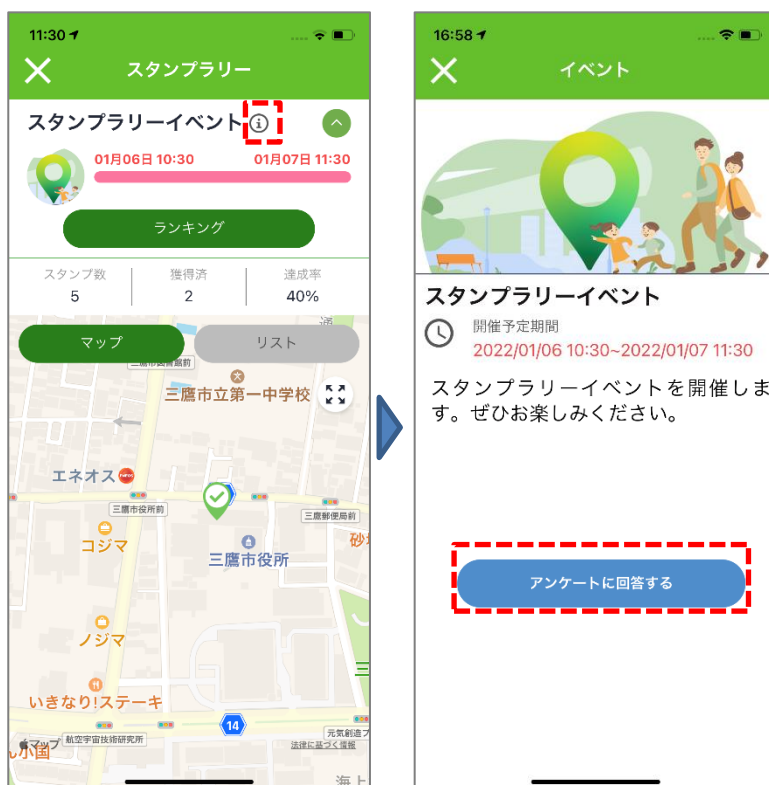 11:30
スタンプラリー
スタンプラリーイベント
01月06日 10:30
01月07日 11:30
ランキング
スタンプ数
獲得済
達成率
5
2
40%
マップ
リスト
三鷹市立第一中学校
エネオス
三鷹市役所前
三鷹郵便局前
コジマ
三鷹市役所
ノジマ
いきなり!ステーキ
14
マップ
航空宇宙技術研究所
元気創造プ
法律に基づく情報
ん小国
海上
16:58
イベント
スタンプラリーイベント
開催予定期間
2022/01/06 10:30~2022/01/07 11:30
スタンプラリーイベントを開催しま
す。ぜひお楽しみください。
アンケートに回答する